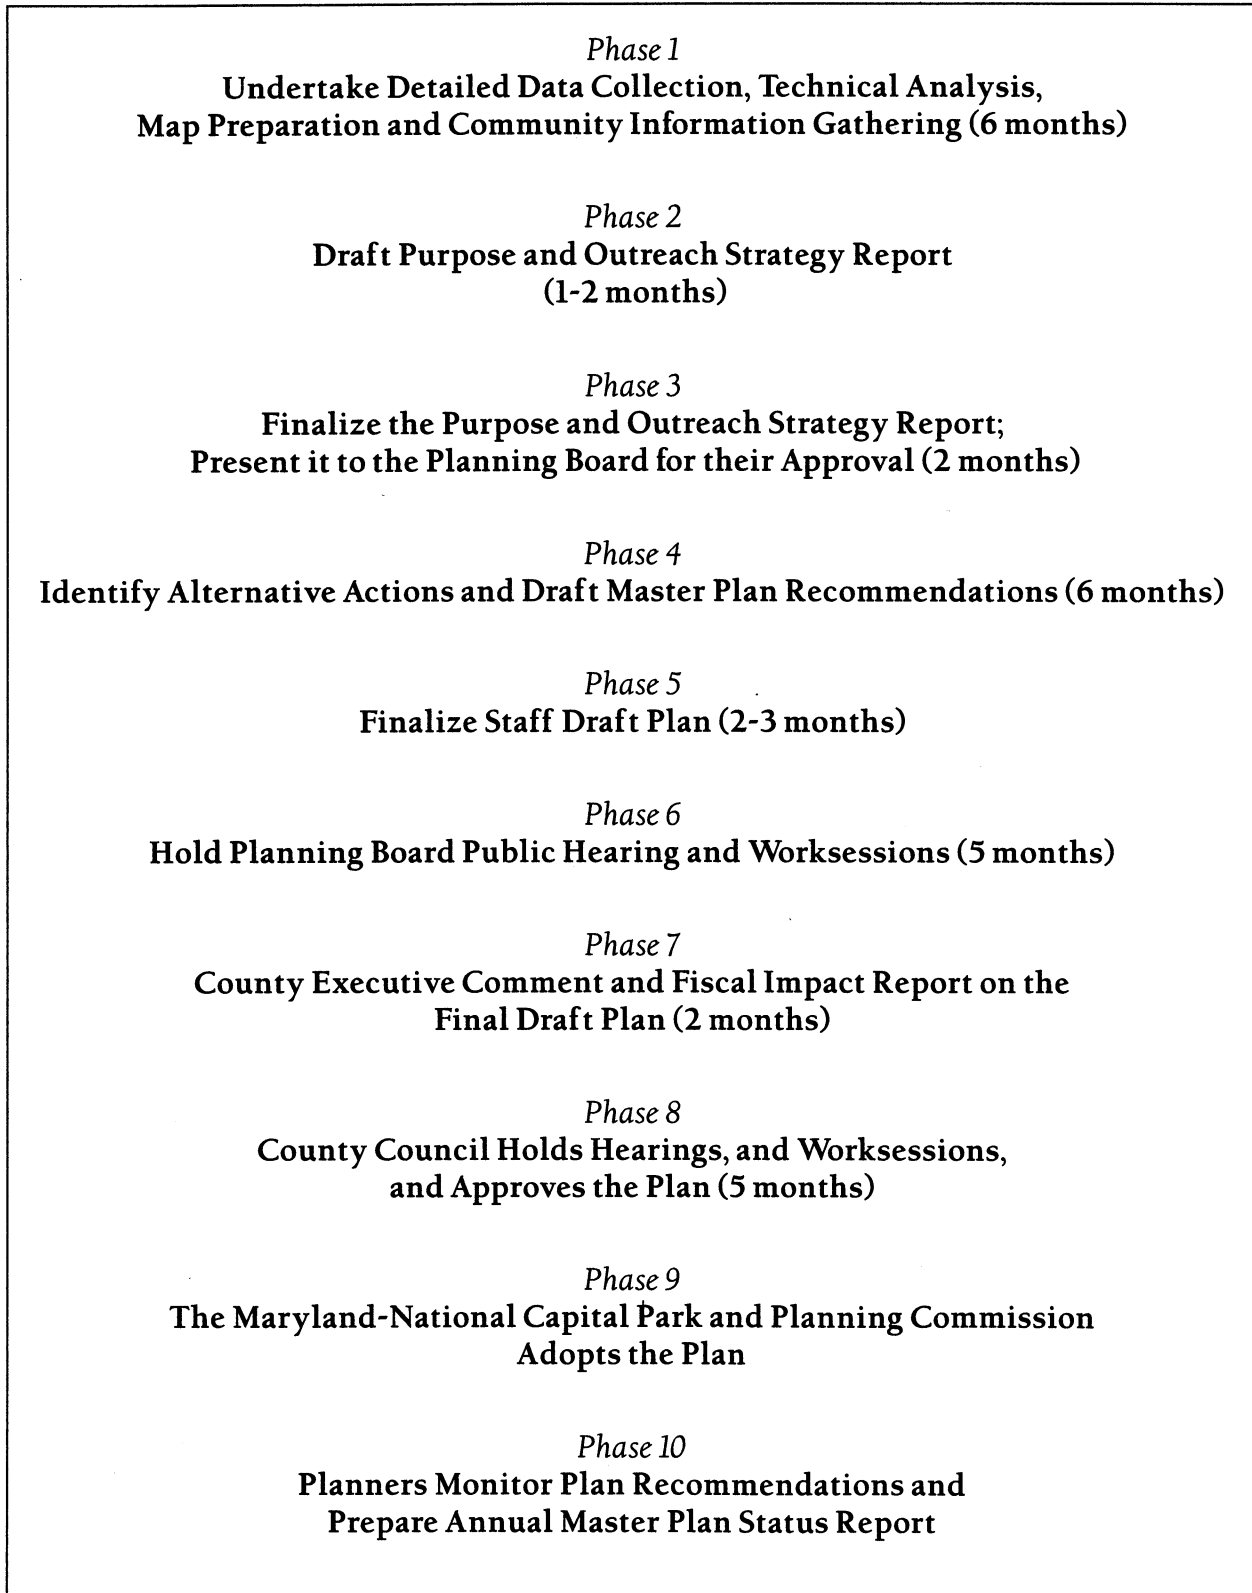 Phase 1
Undertake Detailed Data Collection, Technical Analysis,
Map Preparation and Community Information Gathering (6 months)
Phase 2
Draft Purpose and Outreach Strategy Report
(1-2 months)
Phase 3
Finalize the Purpose and Outreach Strategy Report;
Present it to the Planning Board for their Approval (2 months)
Phase 4
Identify Alternative Actions and Draft Master Plan Recommendations (6 months)
Phase 5
Finalize Staff Draft Plan (2-3 months)
Phase 6
Hold Planning Board Public Hearing and Worksessions (5 months)
Phase 7
County Executive Comment and Fiscal Impact Report on the
Final Draft Plan (2 months)
Phase 8
County Council Holds Hearings, and Worksessions,
and Approves the Plan (5 months)
Phase 9
The Maryland-National Capital Park and Planning Commission
Adopts the Plan
Phase 10
Planners Monitor Plan Recommendations and
Prepare Annual Master Plan Status Report